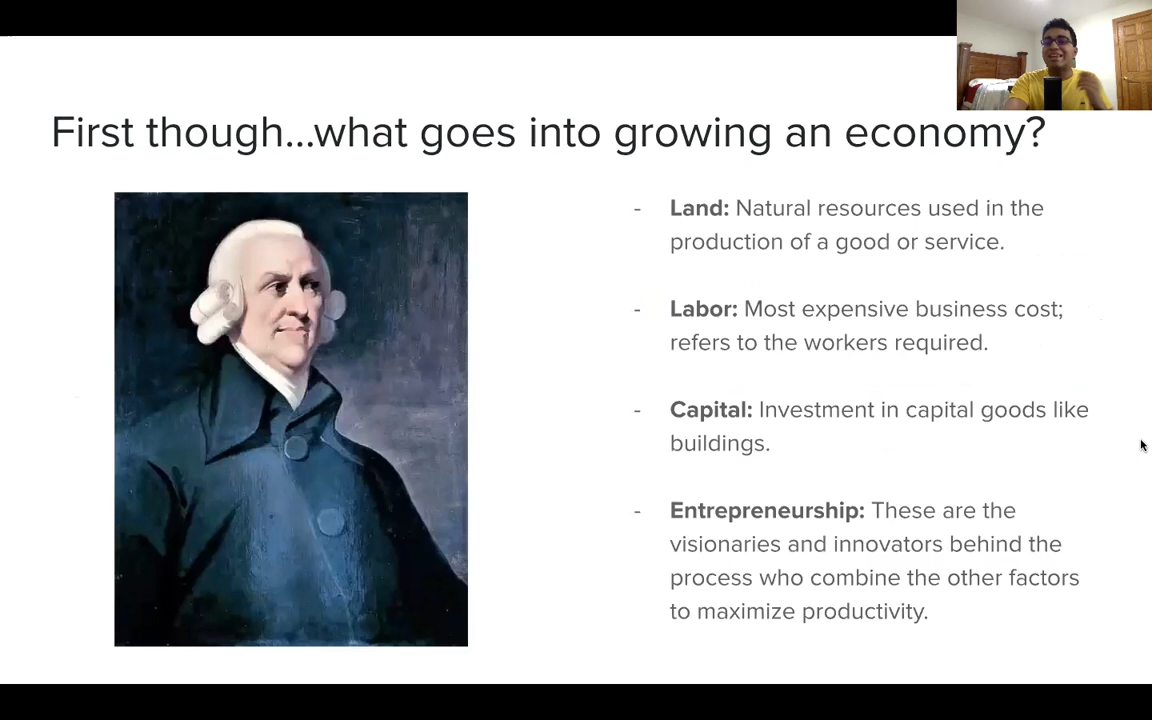 First though...what goes into growing an economy?
- Land: Natural resources used in the
production of a good or service.
- Labor: Most expensive business cost;
refers to the workers required.
- Capital: Investment in capital goods like
buildings.
- Entrepreneurship: These are the
visionaries and innovators behind the
process who combine the other factors
to maximize productivity.